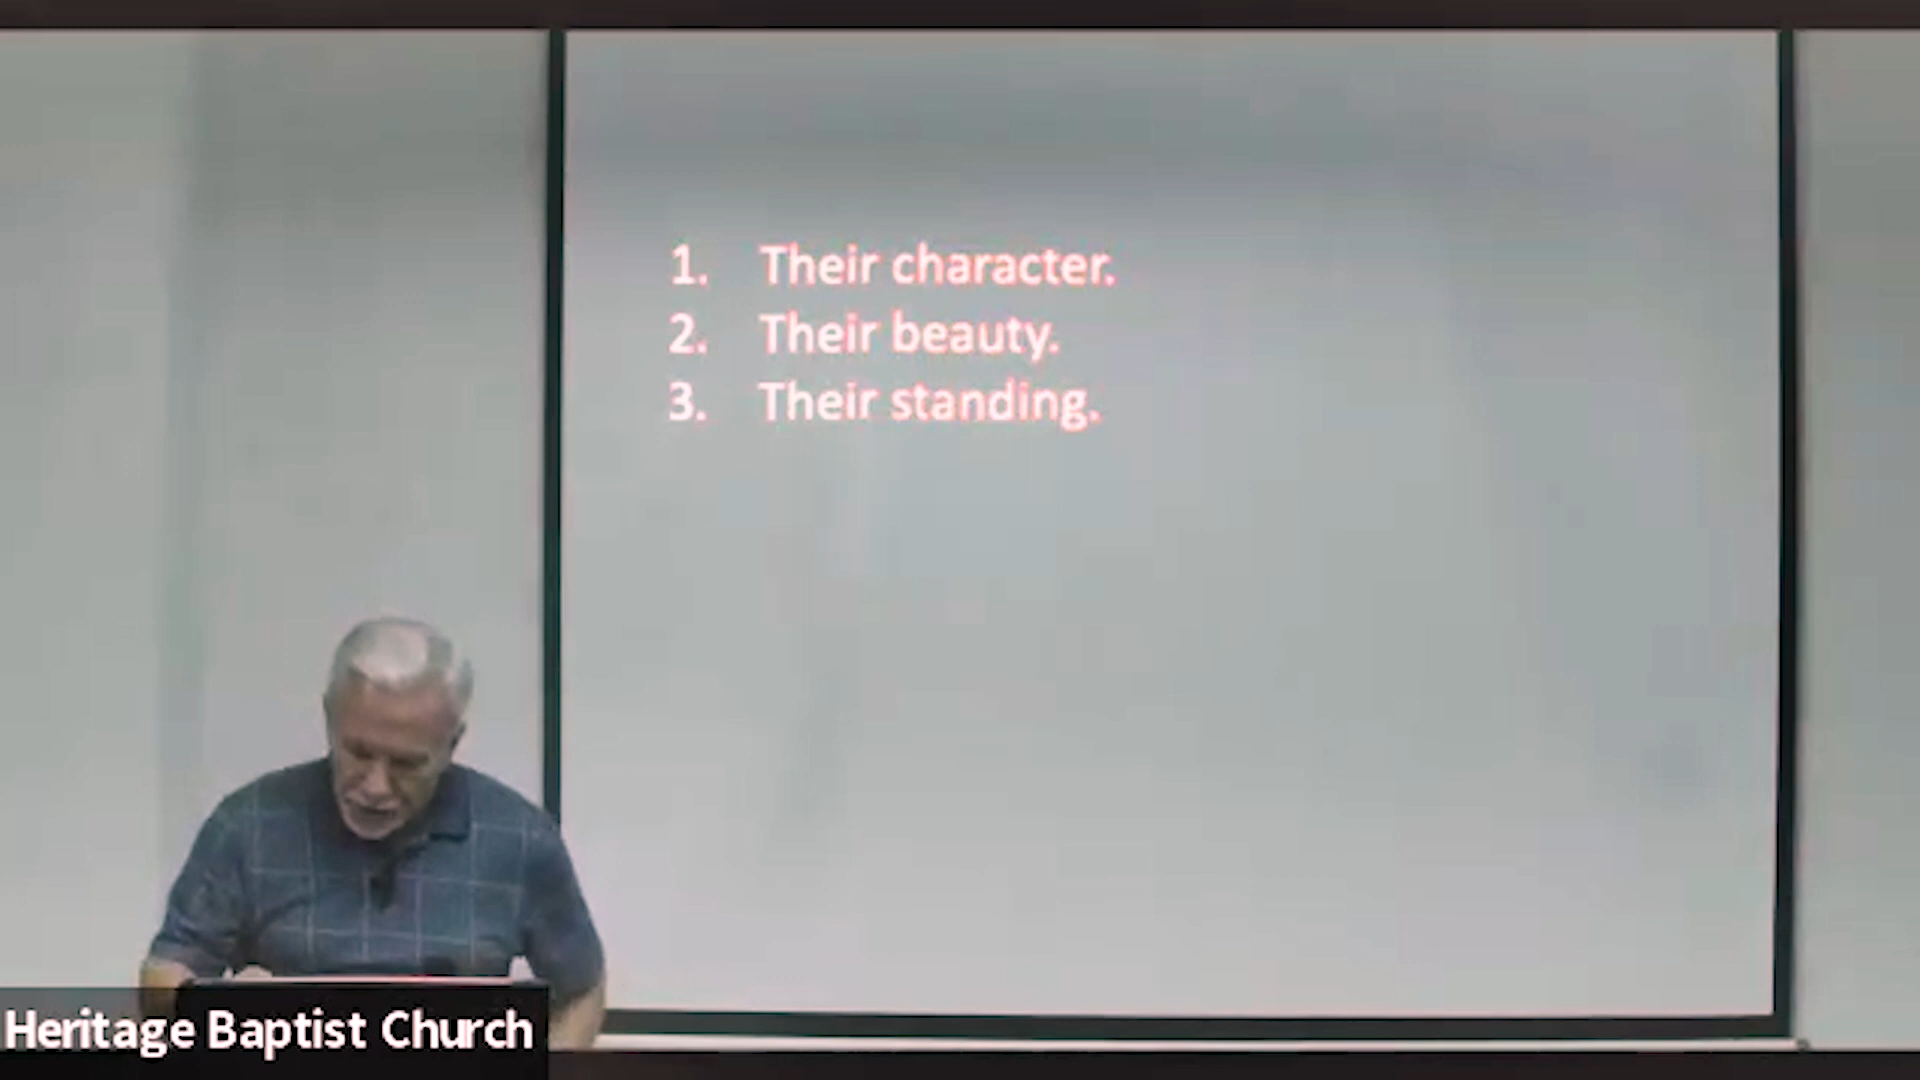 1. Their character.
2. Their beauty.
3. Their standing.
Heritage Baptist Church